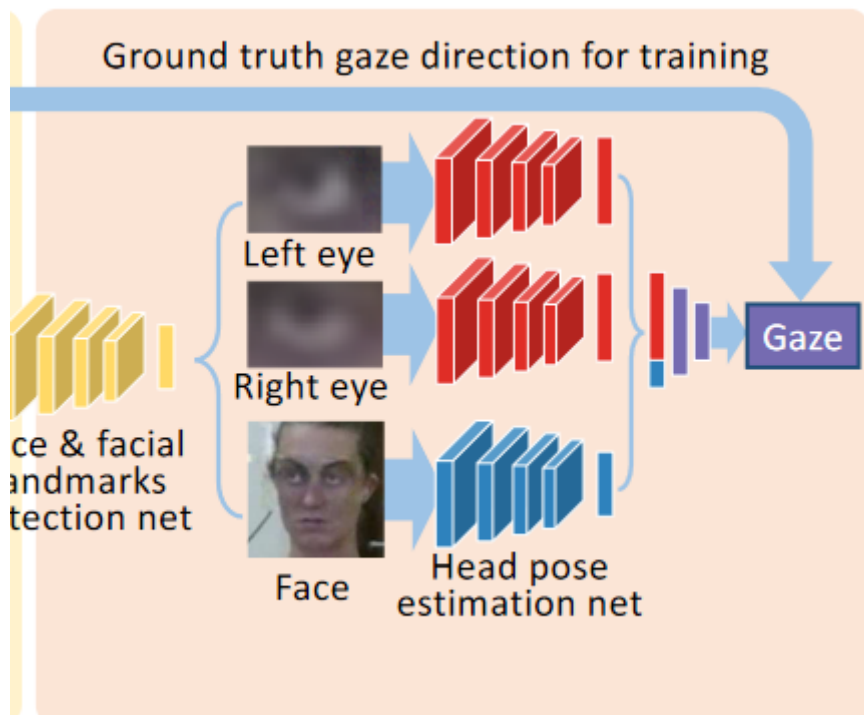 Ground truth gaze direction for training
Left eye
Right eye
Gaze
ce & facial
andmarks
tection net
Face
Head pose
estimation net